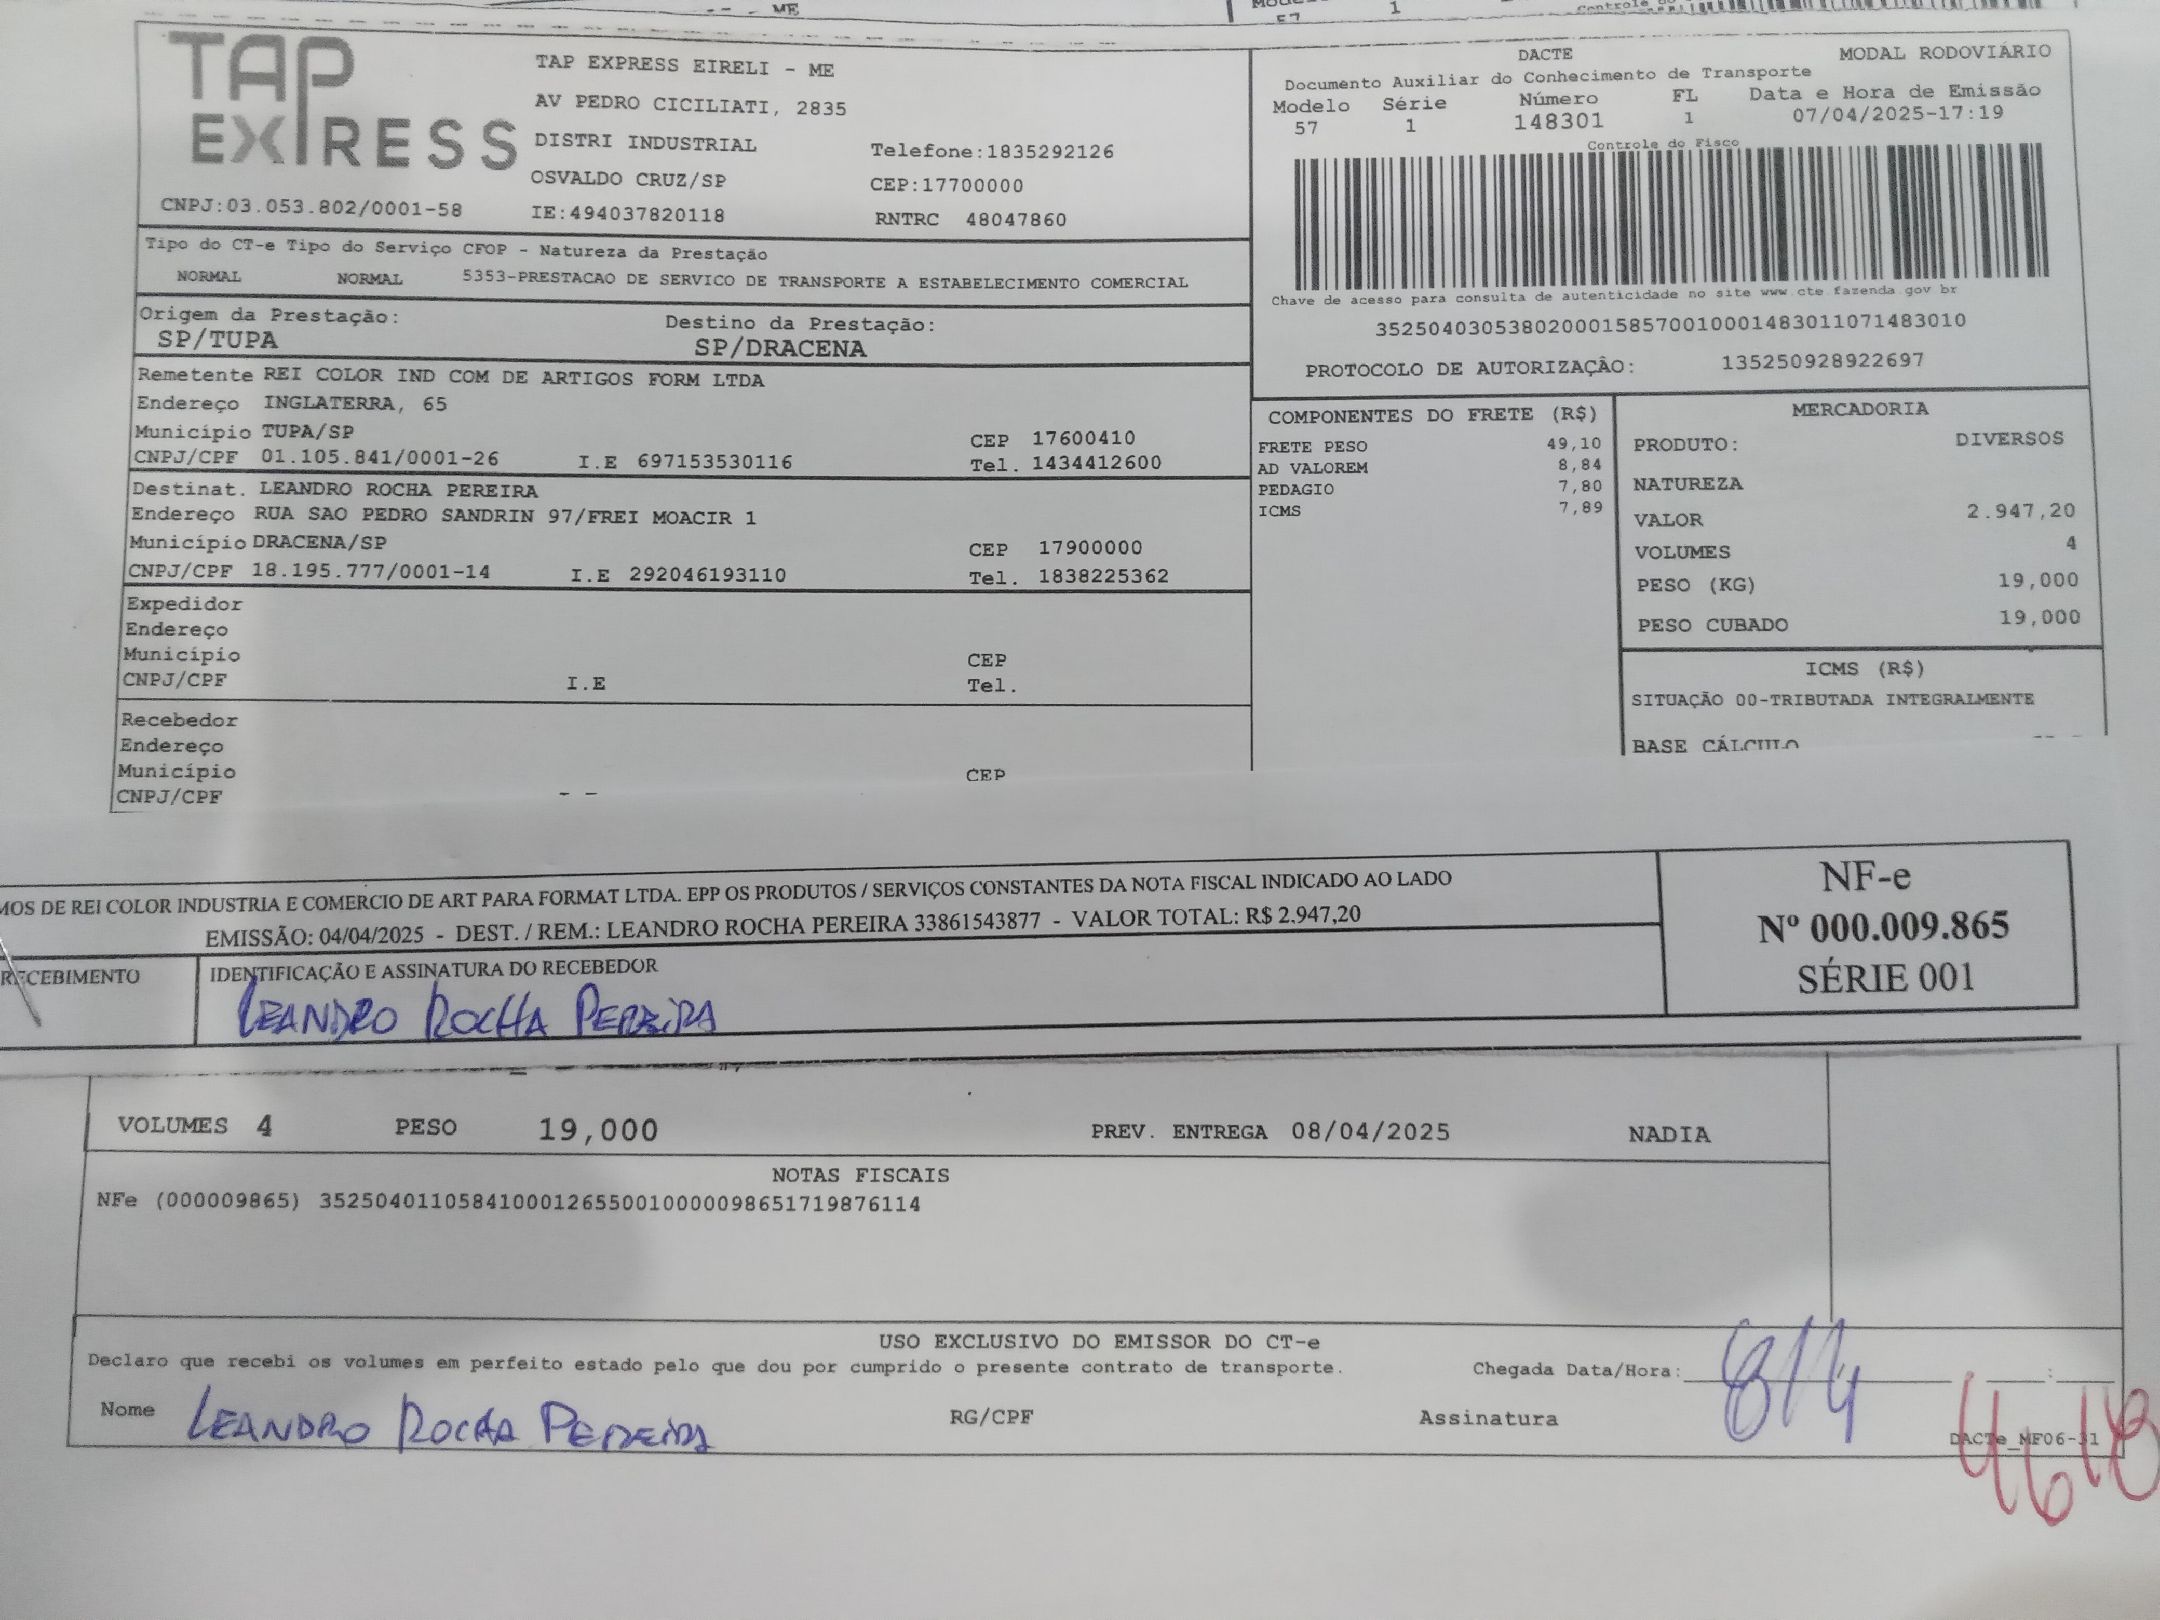 ME
57 1
TAP
EXPRESS
CNPJ:03.053.802/0001-58
TAP EXPRESS EIRELI - ME
AV PEDRO CICILIATI, 2835
DISTRI INDUSTRIAL Telefone:1835292126
OSVALDO CRUZ/SP CEP:17700000
IE:494037820118 RNTRC 48047860
DACTE MODAL RODOVIÁRIO
Documento Auxiliar do Conhecimento de Transporte
Modelo Série Número FL Data e Hora de Emissão
57 1 148301 1 07/04/2025-17:19
Controle do Fisco
Chave de acesso para consulta de autenticidade no site www.cte.fazenda.gov br
35250403053802000158570010001483011071483010
PROTOCOLO DE AUTORIZAÇÃO: 135250928922697
Tipo do CT-e Tipo do Serviço CFOP - Natureza da Prestação
NORMAL NORMAL 5353-PRESTACAO DE SERVICO DE TRANSPORTE A ESTABELECIMENTO COMERCIAL
Origem da Prestação: Destino da Prestação:
SP/TUPA SP/DRACENA
Remetente REI COLOR IND COM DE ARTIGOS FORM LTDA
Endereço INGLATERRA, 65
Município TUPA/SP CEP 17600410
CNPJ/CPF 01.105.841/0001-26 I.E 697153530116 Tel. 1434412600
Destinat. LEANDRO ROCHA PEREIRA
Endereço RUA SAO PEDRO SANDRIN 97/FREI MOACIR 1
Município DRACENA/SP CEP 17900000
CNPJ/CPF 18.195.777/0001-14 I.E 292046193110 Tel. 1838225362
Expedidor
Endereço
Município CEP
CNPJ/CPF I.E Tel.
Recebedor
Endereço
Município CEP
CNPJ/CPF
COMPONENTES DO FRETE (R$)
FRETE PESO 49,10
AD VALOREM 8,84
PEDAGIO 7,80
ICMS 7,89
MERCADORIA
PRODUTO: DIVERSOS
NATUREZA
VALOR 2.947,20
VOLUMES 4
PESO (KG) 19,000
PESO CUBADO 19,000
ICMS (R$)
SITUAÇÃO 00-TRIBUTADA INTEGRALMENTE
BASE CÁLCULO
MOS DE REI COLOR INDUSTRIA E COMERCIO DE ART PARA FORMAT LTDA. EPP OS PRODUTOS / SERVIÇOS CONSTANTES DA NOTA FISCAL INDICADO AO LADO
EMISSÃO: 04/04/2025 - DEST. / REM.: LEANDRO ROCHA PEREIRA 33861543877 - VALOR TOTAL: R$ 2.947,20
RECEBIMENTO IDENTIFICAÇÃO E ASSINATURA DO RECEBEDOR
LEANDRO ROCHA PEREIRA
NF-e
Nº 000.009.865
SÉRIE 001
VOLUMES 4 PESO 19,000 PREV. ENTREGA 08/04/2025 NADIA
NOTAS FISCAIS
NFe (000009865) 35250401105841000126550010000098651719876114
USO EXCLUSIVO DO EMISSOR DO CT-e
Declaro que recebi os volumes em perfeito estado pelo que dou por cumprido o presente contrato de transporte. Chegada Data/Hora: 8/4
Nome LEANDRO ROCHA PEREIRA RG/CPF Assinatura
DACTe_MF06-31